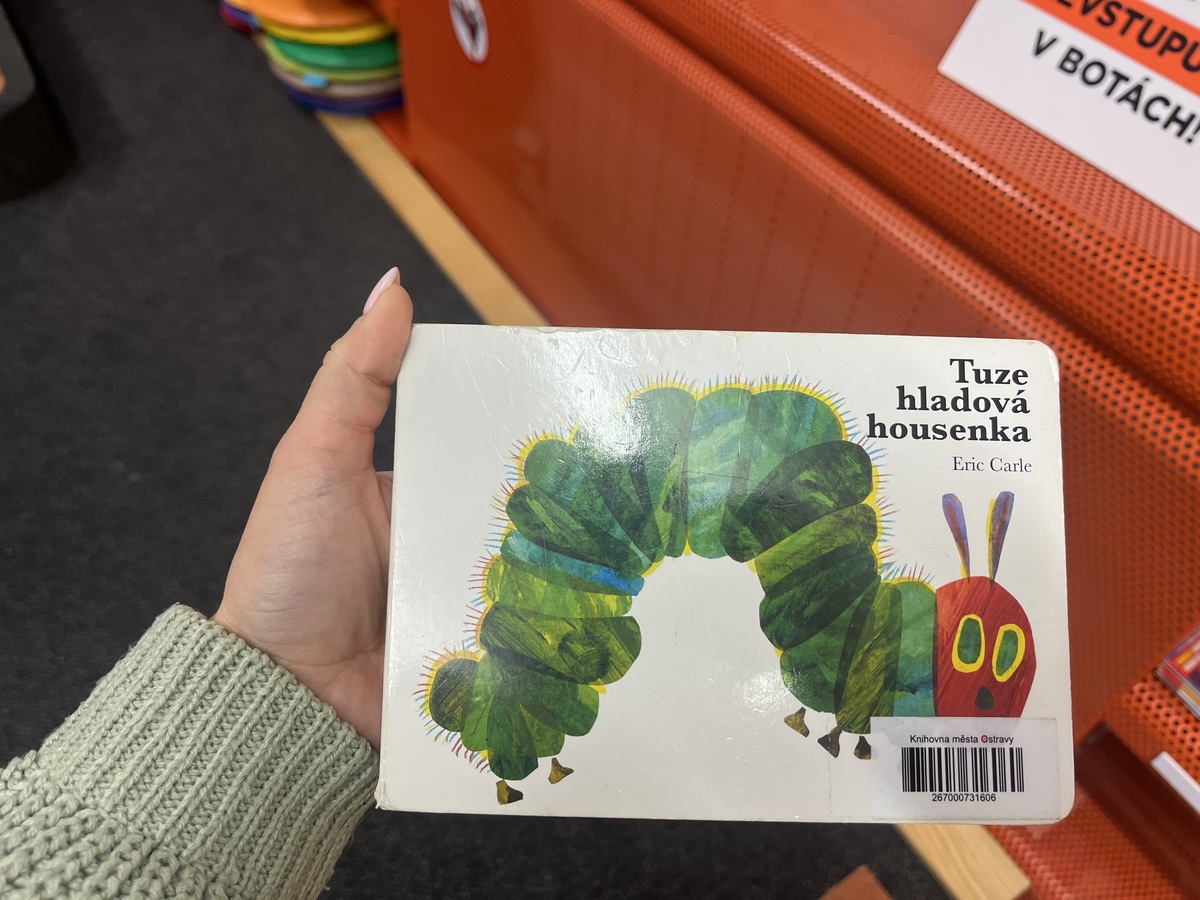 V BOTÁCH!
Tuze
hladová
housenka
Eric Carle
Knihovna města Ostravy
267000731606